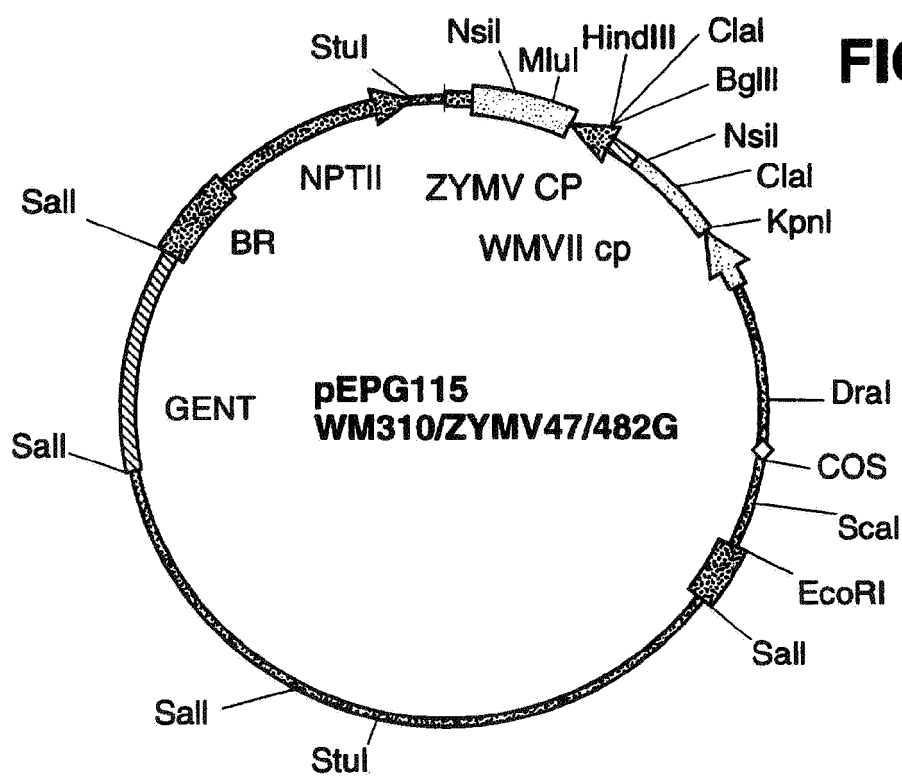 FIG
StuI
NsiI
MluI
HindIII
ClaI
BglII
NsiI
ClaI
KpnI
SalI
NPTII
ZYMV CP
BR
WMVII cp
GENT
pEPG115
WM310/ZYMV47/482G
DraI
COS
ScaI
EcoRI
SalI
SalI
SalI
StuI